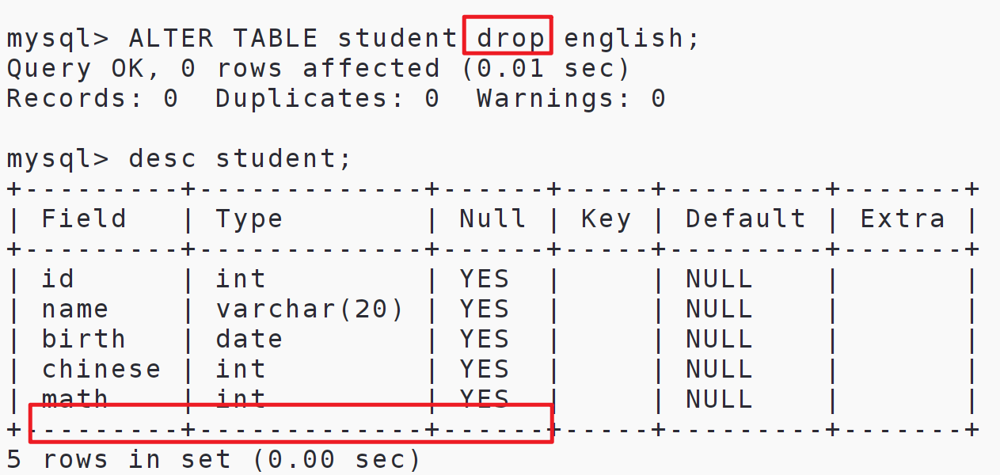 mysql> ALTER TABLE student drop english;
Query OK, 0 rows affected (0.01 sec)
Records: 0  Duplicates: 0  Warnings: 0
mysql> desc student;
+---------+-------------+------+-----+---------+-------+
| Field   | Type        | Null | Key | Default | Extra |
+---------+-------------+------+-----+---------+-------+
| id      | int         | YES  |     | NULL    |       |
| name    | varchar(20) | YES  |     | NULL    |       |
| birth   | date        | YES  |     | NULL    |       |
| chinese | int         | YES  |     | NULL    |       |
| math    | int         | YES  |     | NULL    |       |
+---------+-------------+------+-----+---------+-------+
5 rows in set (0.00 sec)